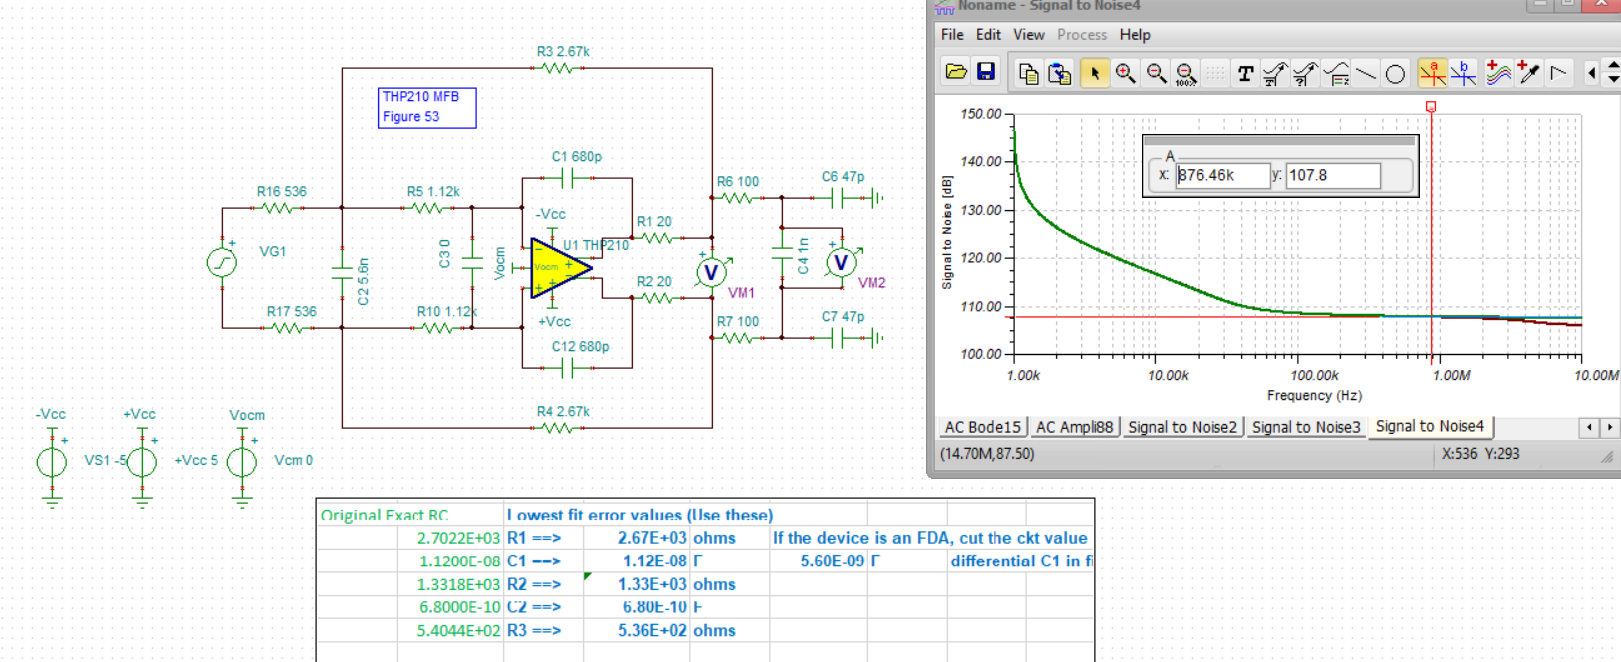 Noname - Signal to Noise4
File Edit View Process Help
R3 2.67k
THP210 MFB
Figure 53
C1 680p
R16 536
R5 1.12k
-Vcc
R1 20
U1 THP210
R6 100
C6 47p
VG1
C2 5.6n
C3 0
Vocm
Vocm
V
VM1
C4 1n
V
VM2
R2 20
R17 536
R10 1.12k
+Vcc
R7 100
C7 47p
C12 680p
R4 2.67k
-Vcc
+Vcc
Vocm
VS1 -5
+Vcc 5
Vcm 0
T
100%
a
b
Signal to Noise [dB]
150.00
140.00
130.00
120.00
110.00
100.00
A
x: 876.46k y: 107.8
1.00k 10.00k 100.00k 1.00M 10.00M
Frequency (Hz)
AC Bode15 AC Ampli88 Signal to Noise2 Signal to Noise3 Signal to Noise4
(14.70M,87.50) X:536 Y:293
Original Exact RC Lowest fit error values (Use these)
2.7022E+03 R1 ==> 2.67E+03 ohms If the device is an FDA, cut the ckt value
1.1200E-08 C1 ==> 1.12E-08 F 5.60E-09 F differential C1 in fi
1.3318E+03 R2 ==> 1.33E+03 ohms
6.8000E-10 C2 ==> 6.80E-10 F
5.4044E+02 R3 ==> 5.36E+02 ohms